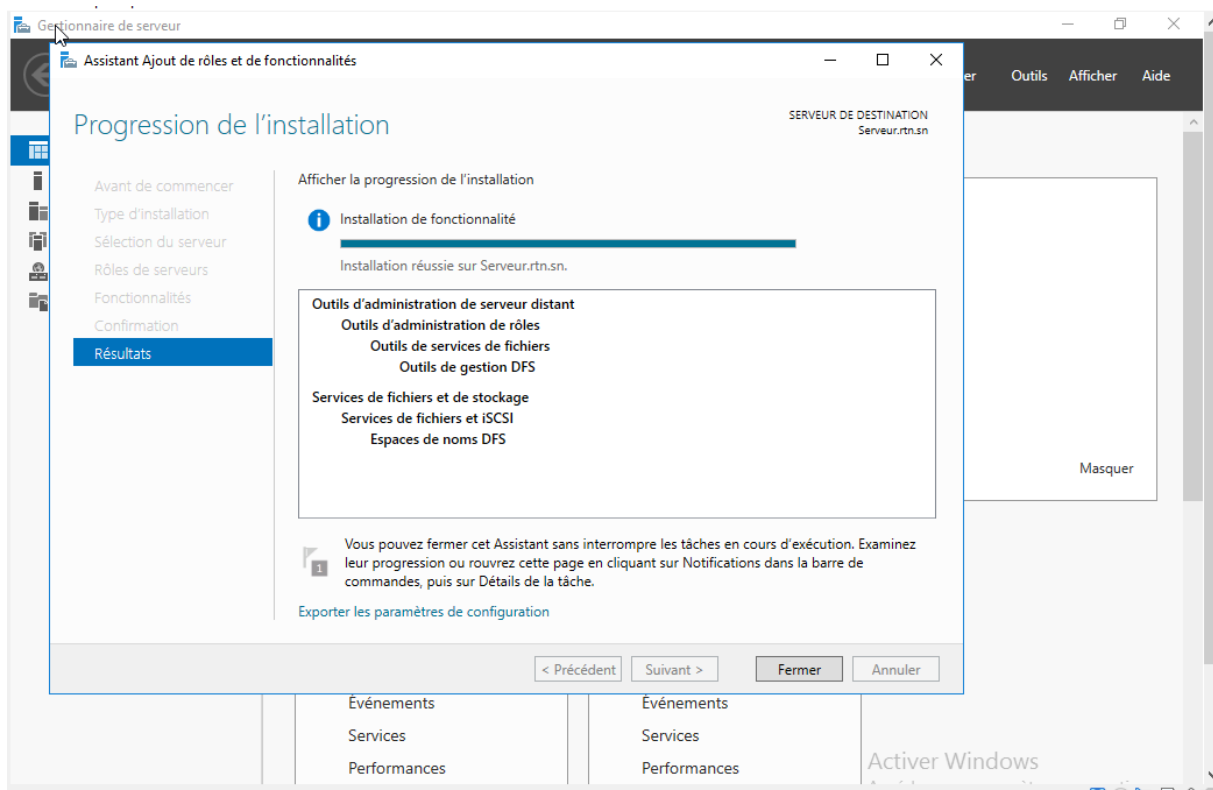 Gestionnaire de serveur
Assistant Ajout de rôles et de fonctionnalités
er Outils Afficher Aide
Progression de l'installation
SERVEUR DE DESTINATION
Serveur.rtn.sn
Avant de commencer
Type d'installation
Sélection du serveur
Rôles de serveurs
Fonctionnalités
Confirmation
Résultats
Afficher la progression de l'installation
Installation de fonctionnalité
Installation réussie sur Serveur.rtn.sn.
Outils d'administration de serveur distant
Outils d'administration de rôles
Outils de services de fichiers
Outils de gestion DFS
Services de fichiers et de stockage
Services de fichiers et iSCSI
Espaces de noms DFS
Masquer
1
Vous pouvez fermer cet Assistant sans interrompre les tâches en cours d'exécution. Examinez
leur progression ou rouvrez cette page en cliquant sur Notifications dans la barre de
commandes, puis sur Détails de la tâche.
Exporter les paramètres de configuration
< Précédent Suivant > Fermer Annuler
Événements Événements
Services Services
Performances Performances
Activer Windows